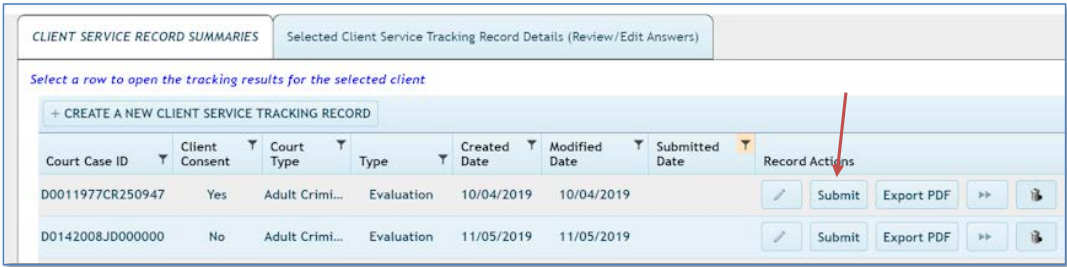 CLIENT SERVICE RECORD SUMMARIES Selected Client Service Tracking Record Details (Review/Edit Answers)
Select a row to open the tracking results for the selected client
+ CREATE A NEW CLIENT SERVICE TRACKING RECORD
Court Case ID Client Consent Court Type Type Created Date Modified Date Submitted Date Record Actions
D0011977CR250947 Yes Adult Crimi... Evaluation 10/04/2019 10/04/2019 Submit Export PDF
D0142008JD000000 No Adult Crimi... Evaluation 11/05/2019 11/05/2019 Submit Export PDF